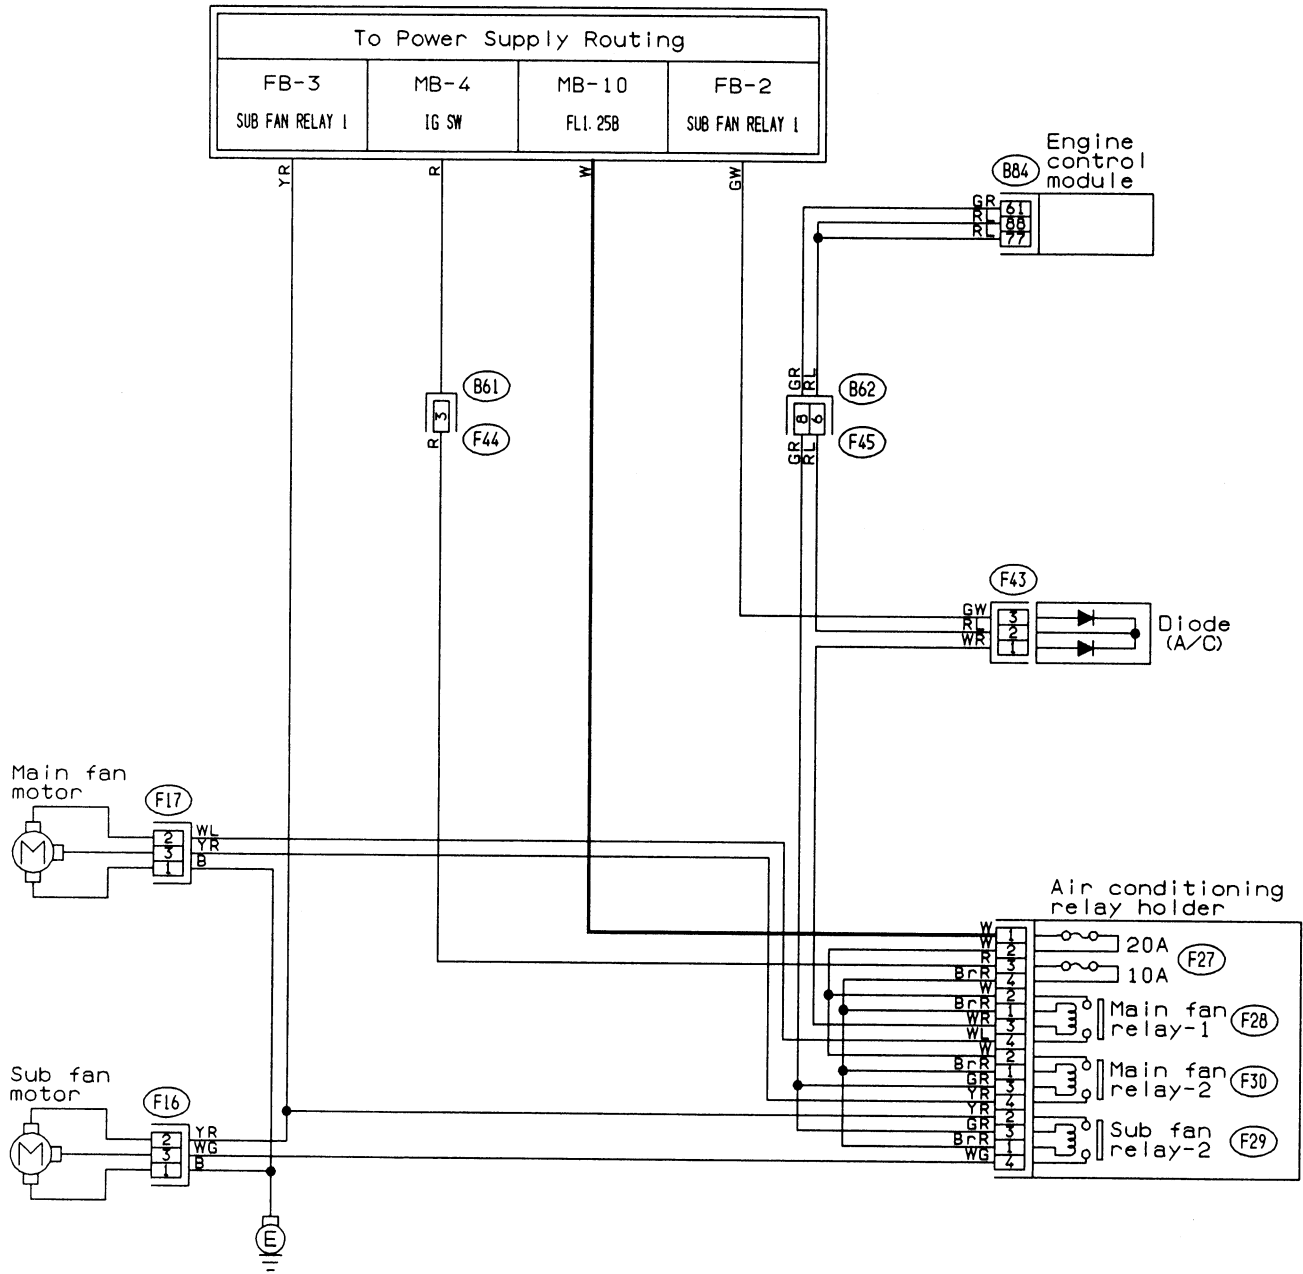 To Power Supply Routing
FB-3 MB-4 MB-10 FB-2
SUB FAN RELAY 1 IG SW FL1.25B SUB FAN RELAY 1
YR R W GW
Engine
control
module
B84
GR 61
RL 88
RL 77
B61
3
R F44
GR RL B62
8 6
GR RL F45
F43
GW 3
RL 2
WR 1
Diode
(A/C)
Main fan
motor
F17
M
2 WL
3 YR
1 B
Air conditioning
relay holder
W 1
W 2 20A
F27
R 3
BrR 4 10A
W 2
BrR 1 Main fan
WR 3 relay-1 F28
WL 4
W 2
BrR 1 Main fan
GR 3 relay-2 F30
YR 4
YR 2
GR 3 Sub fan
BrR 1 relay-2 F29
WG 4
Sub fan
motor
F16
M
2 YR
3 WG
1 B
E